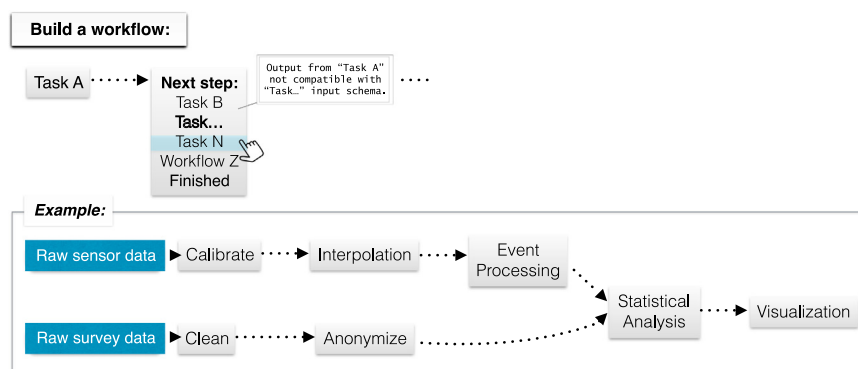 Build a workflow:
Task A
Next step:
Task B
Task…
Task N
Workflow Z
Finished
Output from “Task A”
not compatible with
“Task…” input schema.
Example:
Raw sensor data
Calibrate
Interpolation
Event
Processing
Statistical
Analysis
Visualization
Raw survey data
Clean
Anonymize